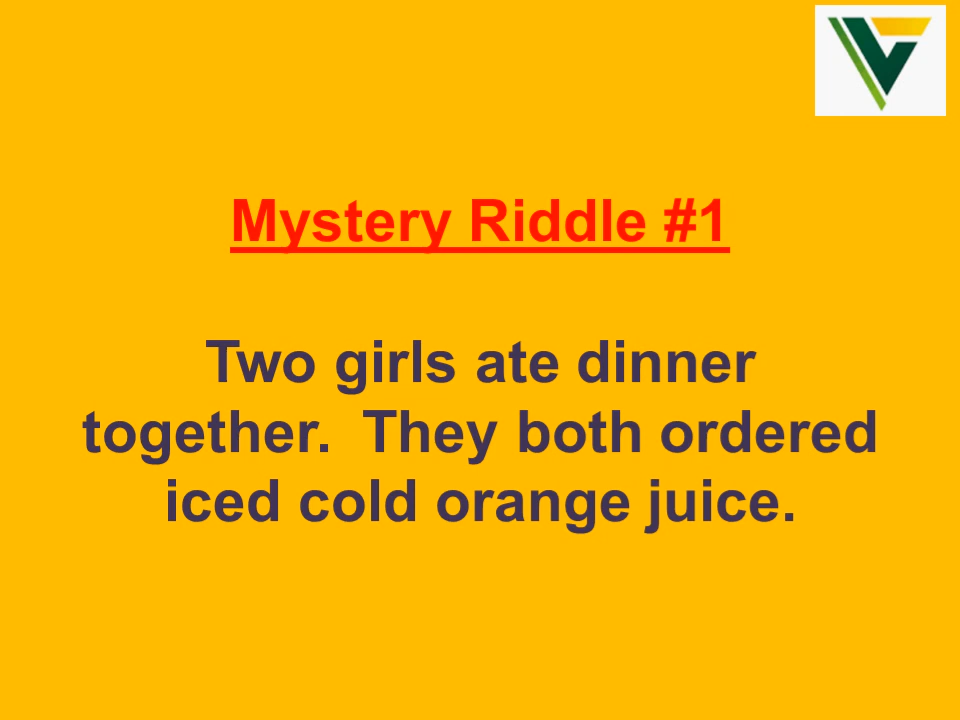 Mystery Riddle #1
Two girls ate dinner
together.  They both ordered
iced cold orange juice.